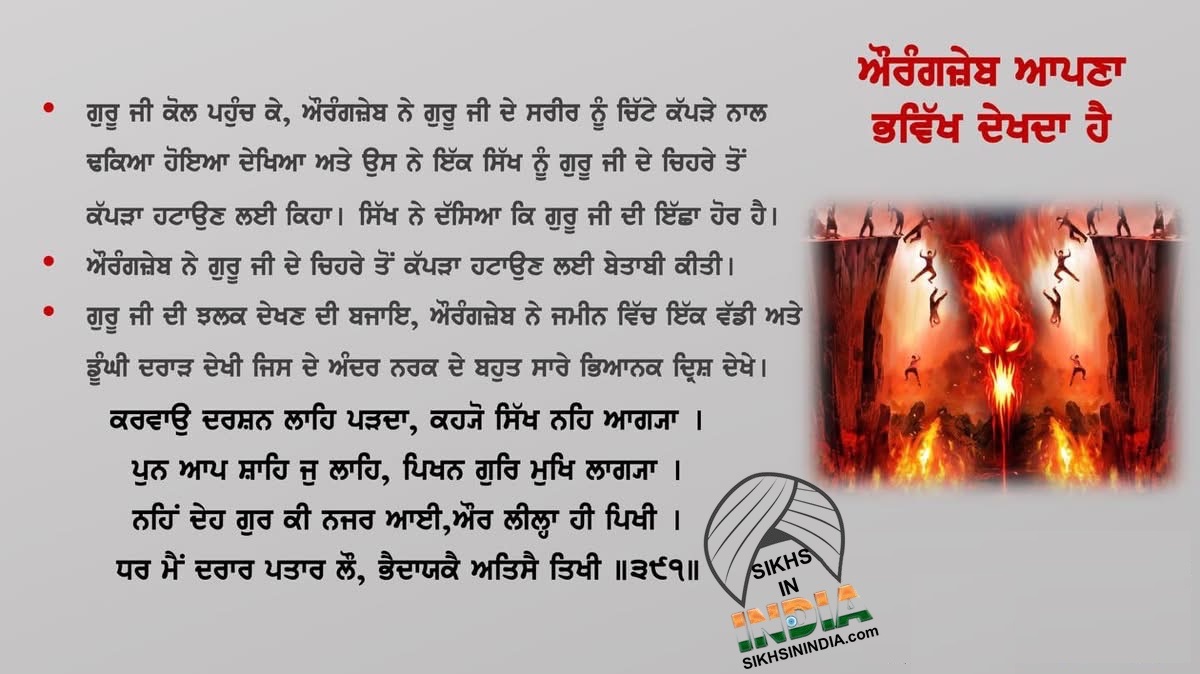 ਔਰੰਗਜ਼ੇਬ ਆਪਣਾ
ਭਵਿੱਖ ਦੇਖਦਾ ਹੈ
• ਗੁਰੂ ਜੀ ਕੋਲ ਪਹੁੰਚ ਕੇ, ਔਰੰਗਜ਼ੇਬ ਨੇ ਗੁਰੂ ਜੀ ਦੇ ਸਰੀਰ ਨੂੰ ਚਿੱਟੇ ਕੱਪੜੇ ਨਾਲ
ਢਕਿਆ ਹੋਇਆ ਦੇਖਿਆ ਅਤੇ ਉਸ ਨੇ ਇੱਕ ਸਿੱਖ ਨੂੰ ਗੁਰੂ ਜੀ ਦੇ ਚਿਹਰੇ ਤੋਂ
ਕੱਪੜਾ ਹਟਾਉਣ ਲਈ ਕਿਹਾ। ਸਿੱਖ ਨੇ ਦੱਸਿਆ ਕਿ ਗੁਰੂ ਜੀ ਦੀ ਇੱਛਾ ਹੋਰ ਹੈ।
• ਔਰੰਗਜ਼ੇਬ ਨੇ ਗੁਰੂ ਜੀ ਦੇ ਚਿਹਰੇ ਤੋਂ ਕੱਪੜਾ ਹਟਾਉਣ ਲਈ ਬੇਤਾਬੀ ਕੀਤੀ।
• ਗੁਰੂ ਜੀ ਦੀ ਝਲਕ ਦੇਖਣ ਦੀ ਬਜਾਇ, ਔਰੰਗਜ਼ੇਬ ਨੇ ਜਮੀਨ ਵਿੱਚ ਇੱਕ ਵੱਡੀ ਅਤੇ
ਡੂੰਘੀ ਦਰਾੜ ਦੇਖੀ ਜਿਸ ਦੇ ਅੰਦਰ ਨਰਕ ਦੇ ਬਹੁਤ ਸਾਰੇ ਭਿਆਨਕ ਦ੍ਰਿਸ਼ ਦੇਖੇ।
ਕਰਵਾਉ ਦਰਸ਼ਨ ਲਾਹਿ ਪੜਦਾ, ਕਹ੍ਯੋ ਸਿੱਖ ਨਹਿ ਆਗ੍ਯਾ ।
ਪੁਨ ਆਪ ਸ਼ਾਹਿ ਜੁ ਲਾਹਿ, ਪਿਖਨ ਗੁਰਿ ਮੁਖਿ ਲਾਗ੍ਯਾ ।
ਨਹਿਂ ਦੇਹ ਗੁਰ ਕੀ ਨਜਰ ਆਈ,ਔਰ ਲੀਲ੍ਹਾ ਹੀ ਪਿਖੀ ।
ਧਰ ਮੈਂ ਦਰਾਰ ਪਤਾਰ ਲੌ, ਭੈਦਾਯਕੈ ਅਤਿਸੈ ਤਿਖੀ ॥੩੯੧॥
SIKHS
IN
INDIA
SIKHSININDIA.com